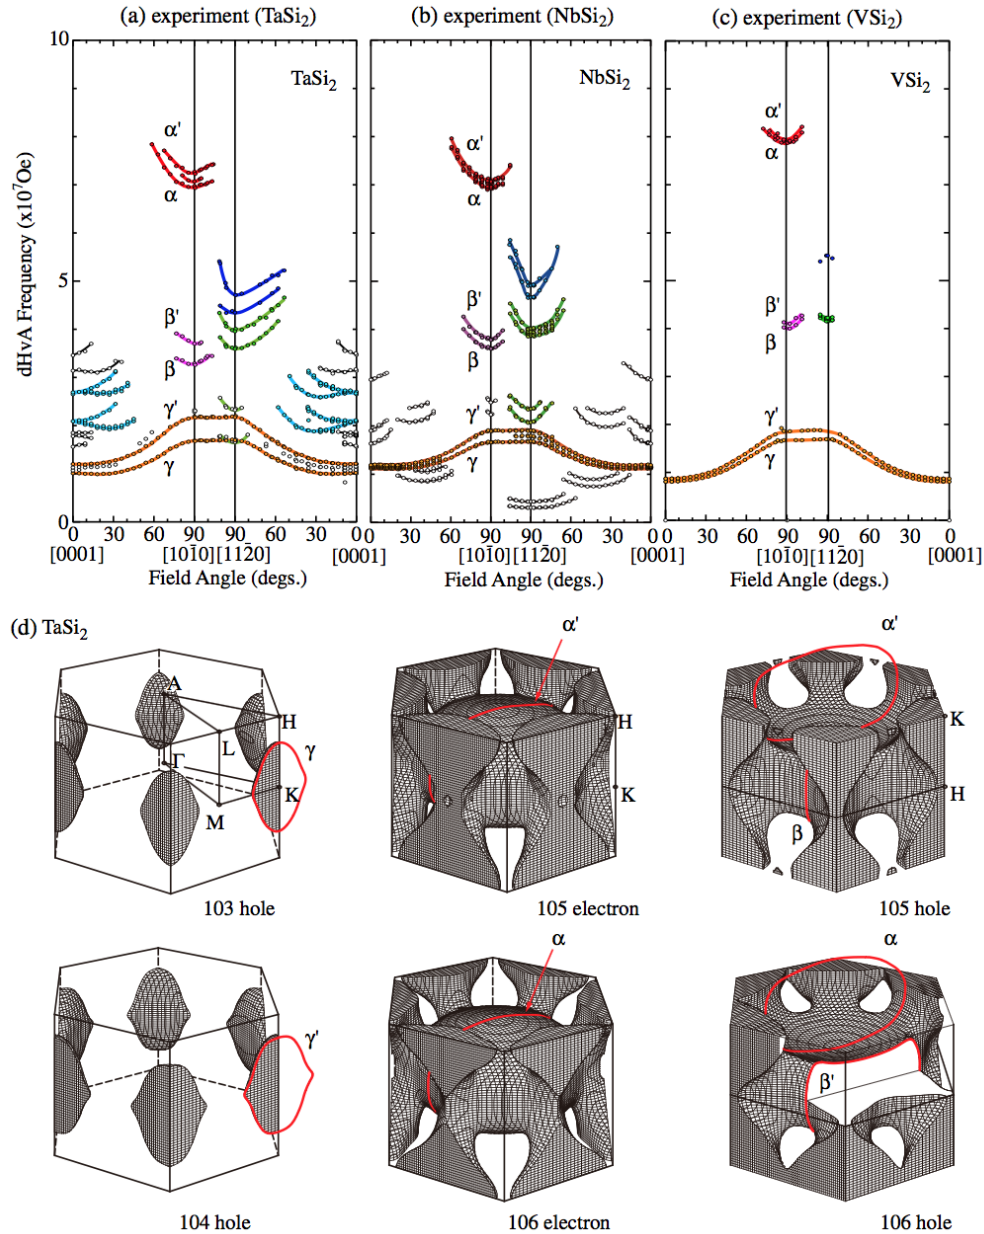 (a) experiment (TaSi2)
(b) experiment (NbSi2)
(c) experiment (VSi2)
dHvA Frequency (x10⁷Oe)
10
5
0
TaSi2
α'
α
β'
β
γ'
γ
0 30 60 90 90 60 30 0
[0001] [101̄0] [112̄0] [0001]
Field Angle (degs.)
NbSi2
α'
α
β'
β
γ'
γ
0 30 60 90 90 60 30 0
[0001] [101̄0] [112̄0] [0001]
Field Angle (degs.)
VSi2
α'
α
β'
β
γ'
γ
0 30 60 90 90 60 30 0
[101̄0] [112̄0] [0001]
Field Angle (degs.)
(d) TaSi2
A
H
L
Γ
K
M
γ
103 hole
α'
H
K
105 electron
α'
K
H
β
105 hole
γ'
104 hole
α
106 electron
α
β'
106 hole